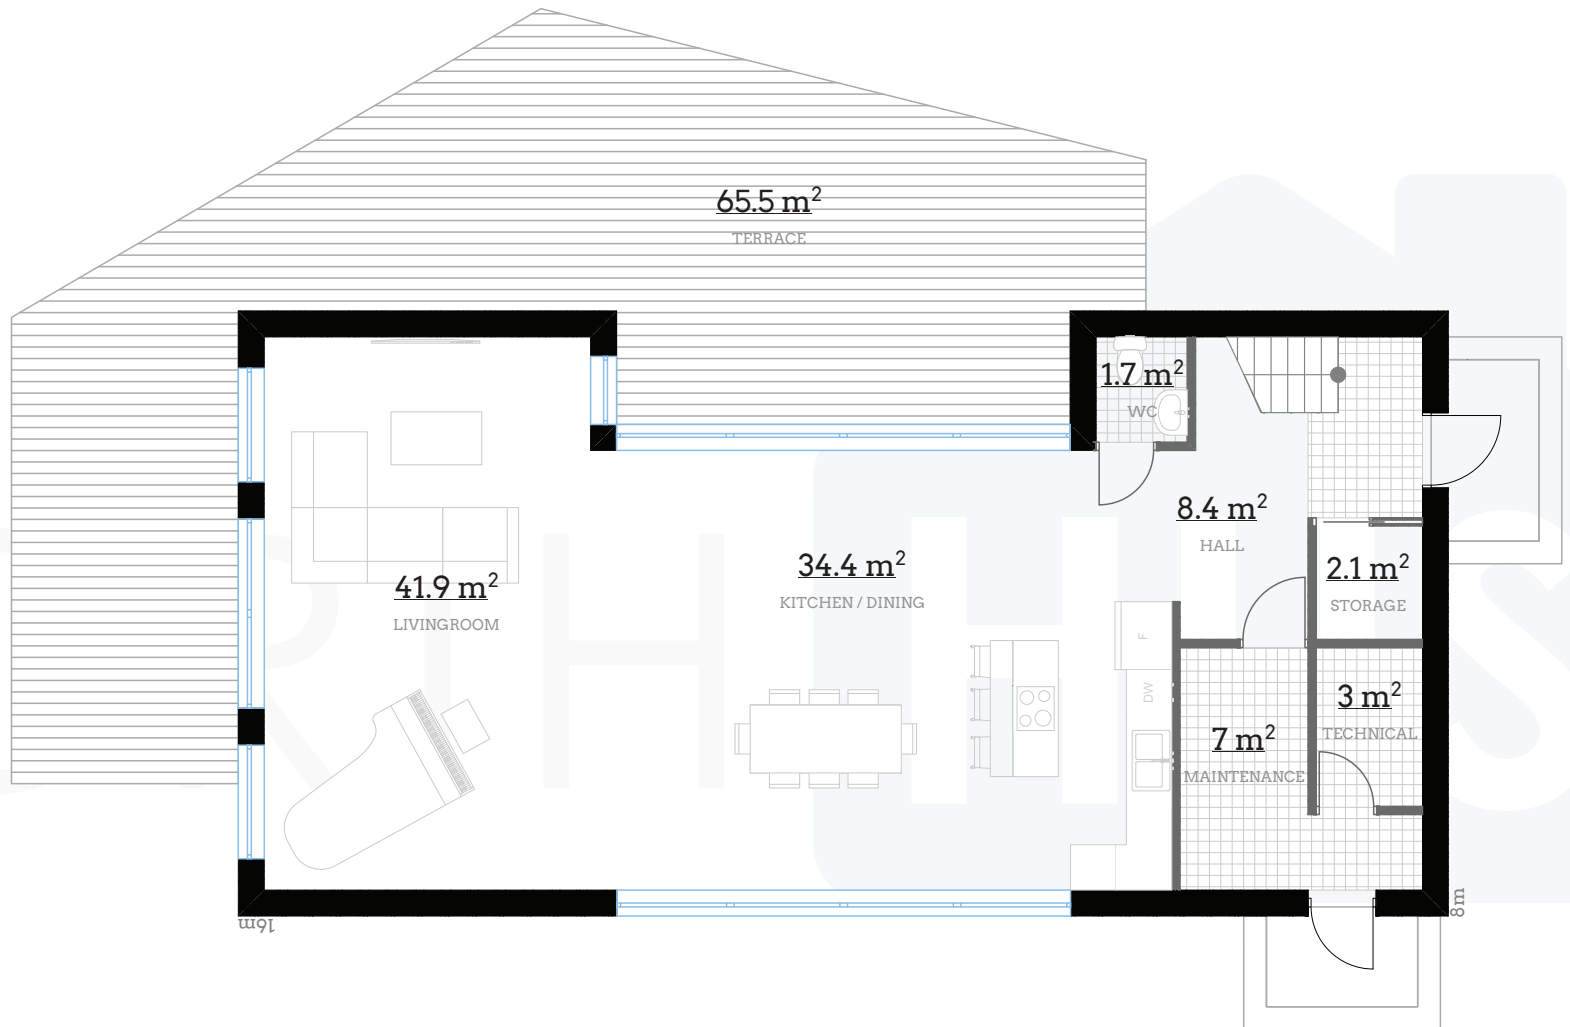 65.5 m²
TERRACE
1.7 m²
WC
8.4 m²
HALL
34.4 m²
KITCHEN / DINING
2.1 m²
STORAGE
41.9 m²
LIVINGROOM
F
DW
3 m²
TECHNICAL
7 m²
MAINTENANCE
16m
8m